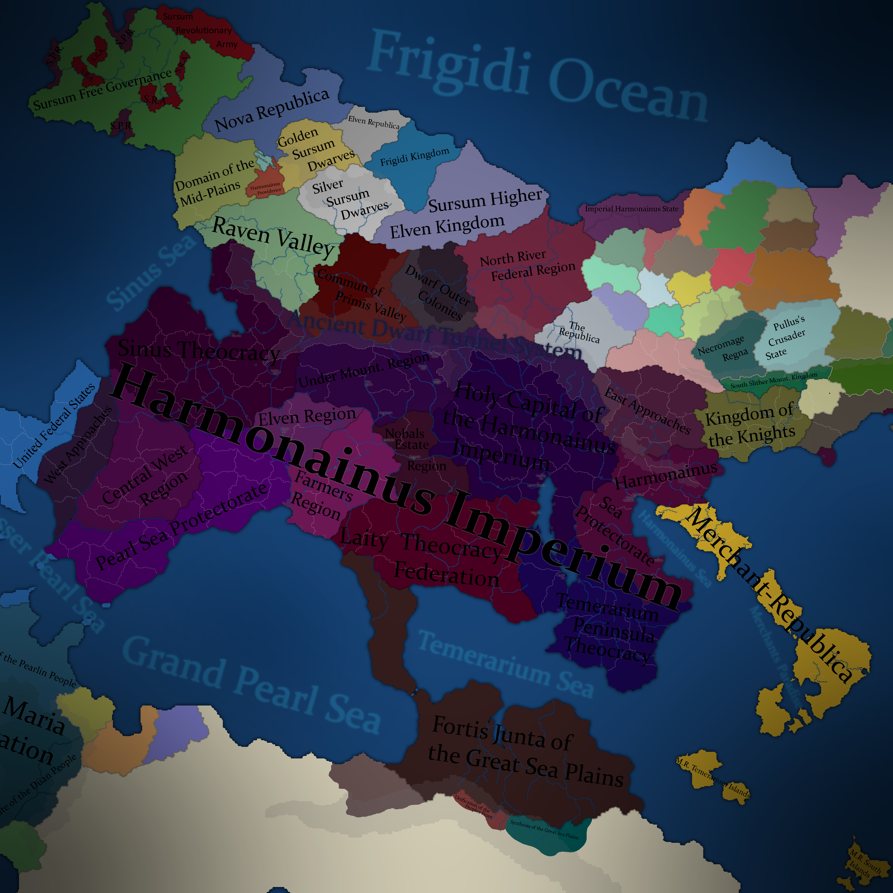 Frigidi Ocean
Sursum
Revolutionary
Army
Sursum Free Governance
S.P.R
S.R.T
Nova Republica
Elven Republica
Golden
Sursum
Dwarves
Frigidi Kingdom
Domain of the
Mid-Plains
Silver
Sursum
Dwarves
Sursum Higher
Elven Kingdom
Imperial Harmonainus State
Raven Valley
North River
Federal Region
Commun of
Primis Valley
Dwarf Outer
Colonies
Sinus Sea
Ancient Dwarf Tunnel System
The
Republica
Necromage
Regna
Pullus's
Crusader
State
South Slither Mount. Kingdom
Sinus Theocracy
Under Mount. Region
Holy Capital of
the Harmonainus
Imperium
East Approaches
Kingdom of
the Knights
United Federal States
West Approaches
Harmonainus Imperium
Elven Region
Nobals
Estate
Region
Central West
Region
Farmers
Region
Pearl Sea Protectorate
Harmonainus
Sea
Protectorate
Harmonainus Sea
Merchant-Republica
Laity Theocracy
Federation
Temerarium
Peninsula
Theocracy
Pearl Sea
Grand Pearl Sea
Temerarium Sea
of the Pearlin People
Maria
ation
Fortis Junta of
the Great Sea Plains
M.R. South
Islands